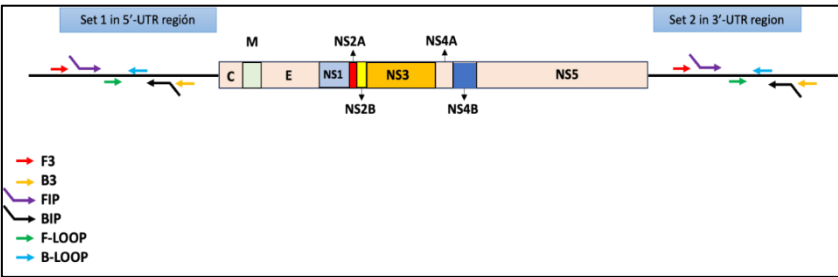 Set 1 in 5′-UTR región
Set 2 in 3′-UTR region
M
NS2A
NS4A
C
E
NS1
NS3
NS5
NS2B
NS4B
F3
B3
FIP
BIP
F-LOOP
B-LOOP